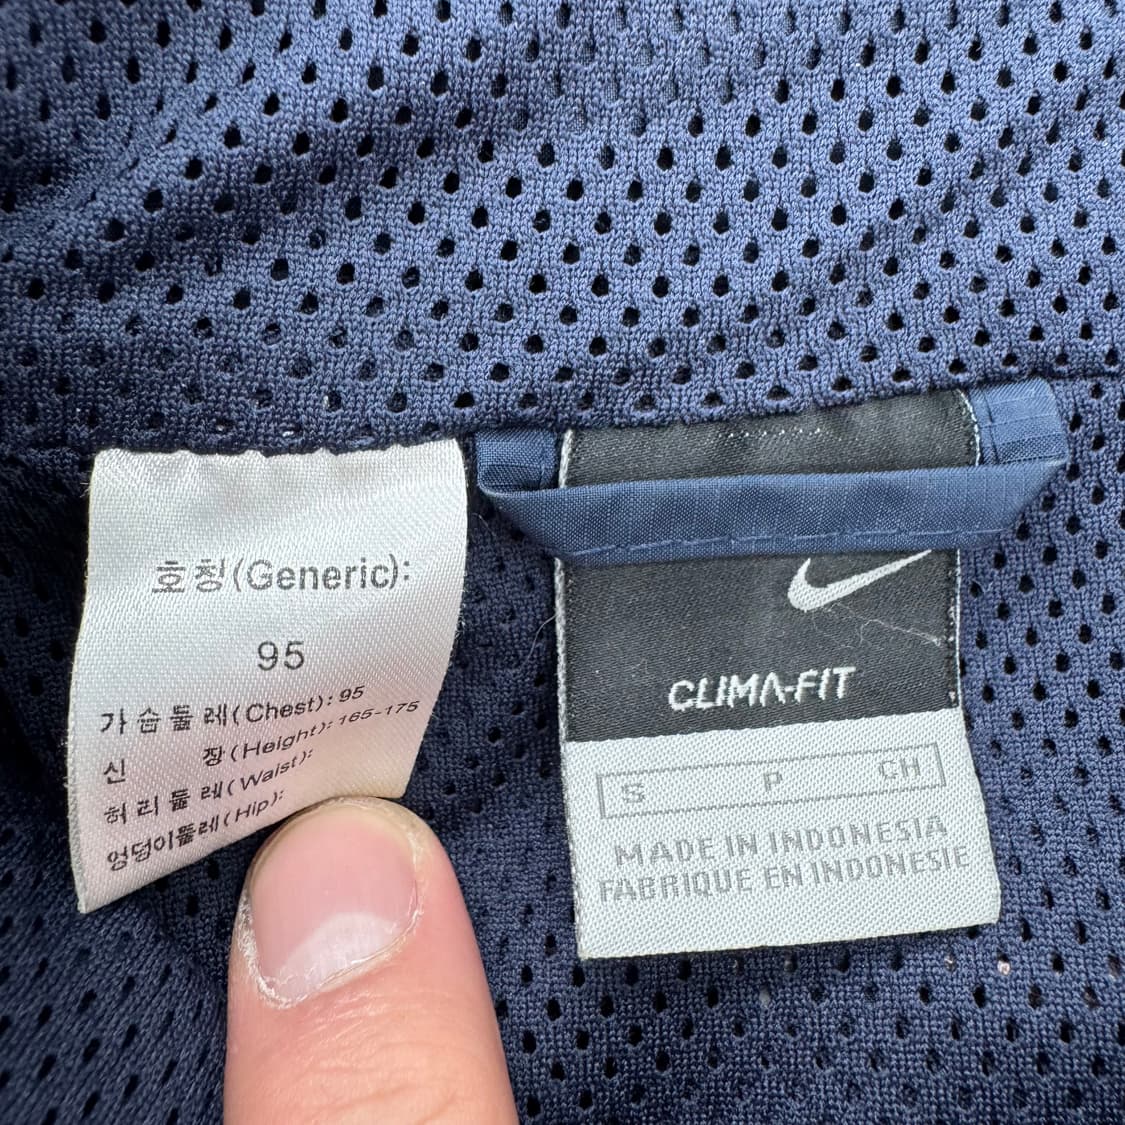 호칭(Generic):
95
가슴둘레(Chest): 95
신 장(Height): 165-175
허리둘레(Waist):
엉덩이둘레(Hip):
CLIMA-FIT
S P CH
MADE IN INDONESIA
FABRIQUE EN INDONESIE